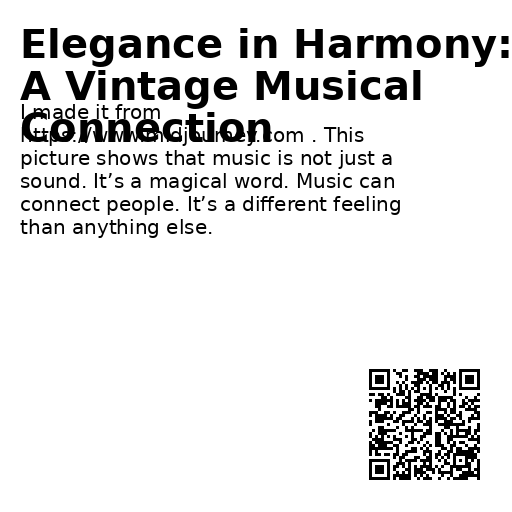 Elegance in Harmony:
A Vintage Musical
Connection
I made it from
https://www.midjourney.com . This
picture shows that music is not just a
sound. It’s a magical word. Music can
connect people. It’s a different feeling
than anything else.